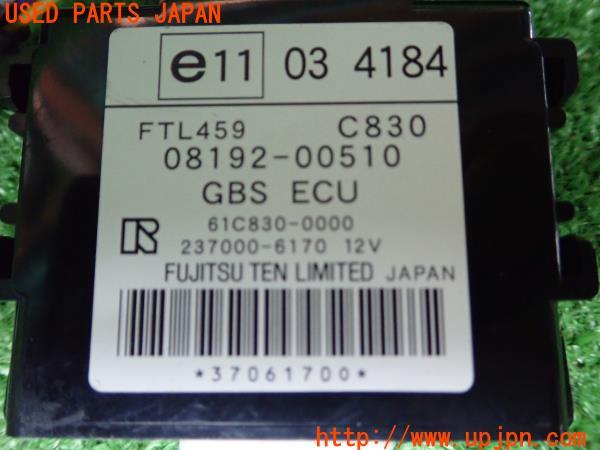 USED PARTS JAPAN
e11 03 4184
FTL459 C830
08192-00510
GBS ECU
61C830-0000
R 237000-6170 12V
FUJITSU TEN LIMITED JAPAN
*37061700*
http://www.upjpn.com